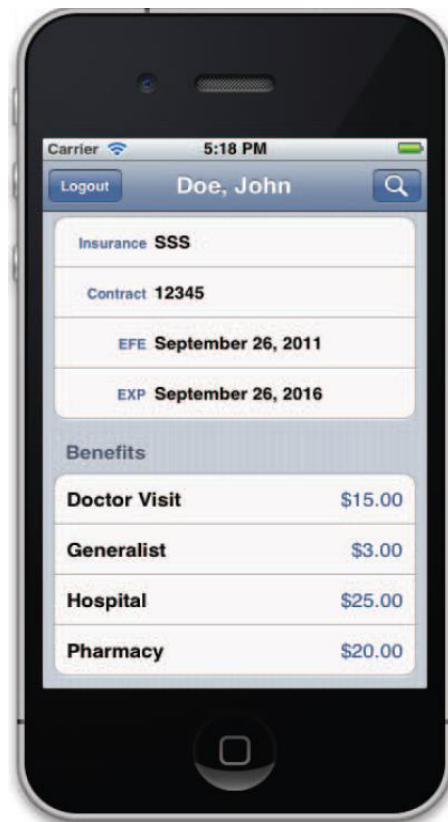 Carrier 5:18 PM
Logout Doe, John
Insurance SSS
Contract 12345
EFE September 26, 2011
EXP September 26, 2016
Benefits
Doctor Visit $15.00
Generalist $3.00
Hospital $25.00
Pharmacy $20.00